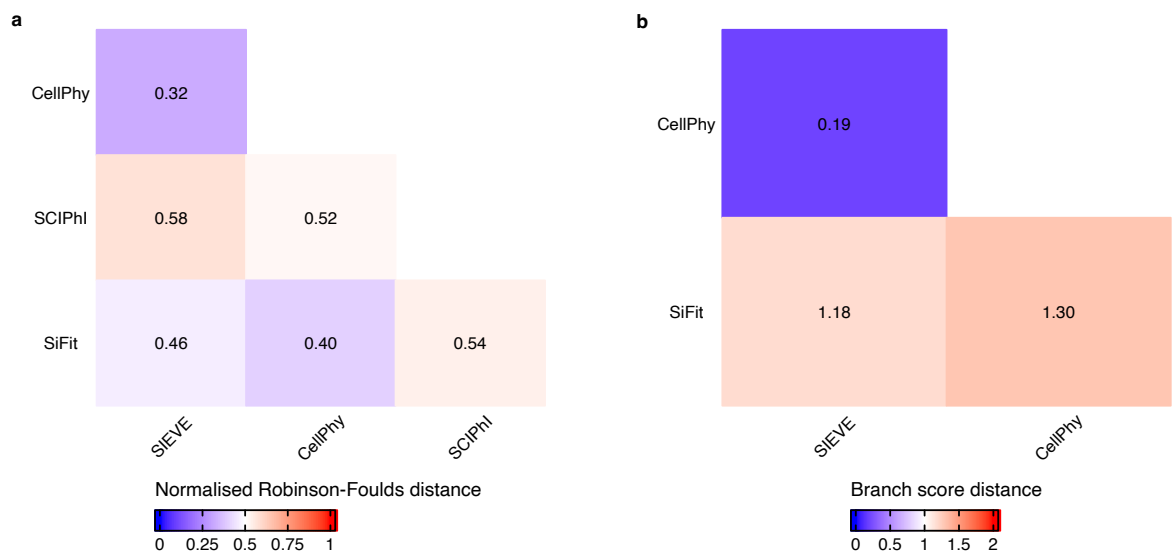 a
CellPhy
0.32
SCIPhI
0.58
0.52
SiFit
0.46
0.40
0.54
SIEVE
CellPhy
SCIPhI
Normalised Robinson-Foulds distance
0 0.25 0.5 0.75 1
b
CellPhy
0.19
SiFit
1.18
1.30
SIEVE
CellPhy
Branch score distance
0 0.5 1 1.5 2